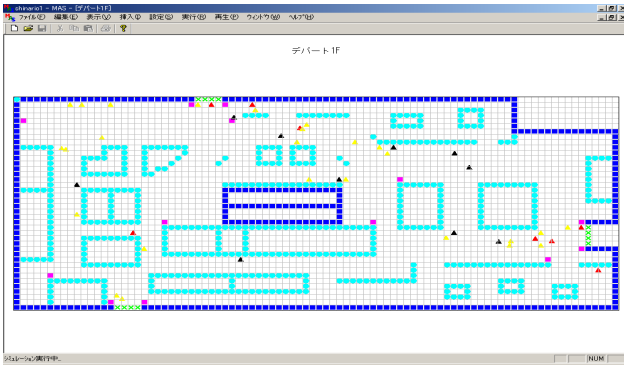 shinario1 - MAS - [デパート1F]
ファイル(F) 編集(E) 表示(V) 挿入(I) 設定(S) 実行(R) 再生(P) ウィンドウ(W) ヘルプ(H)
デパート1F
シミュレーション実行中...
NUM